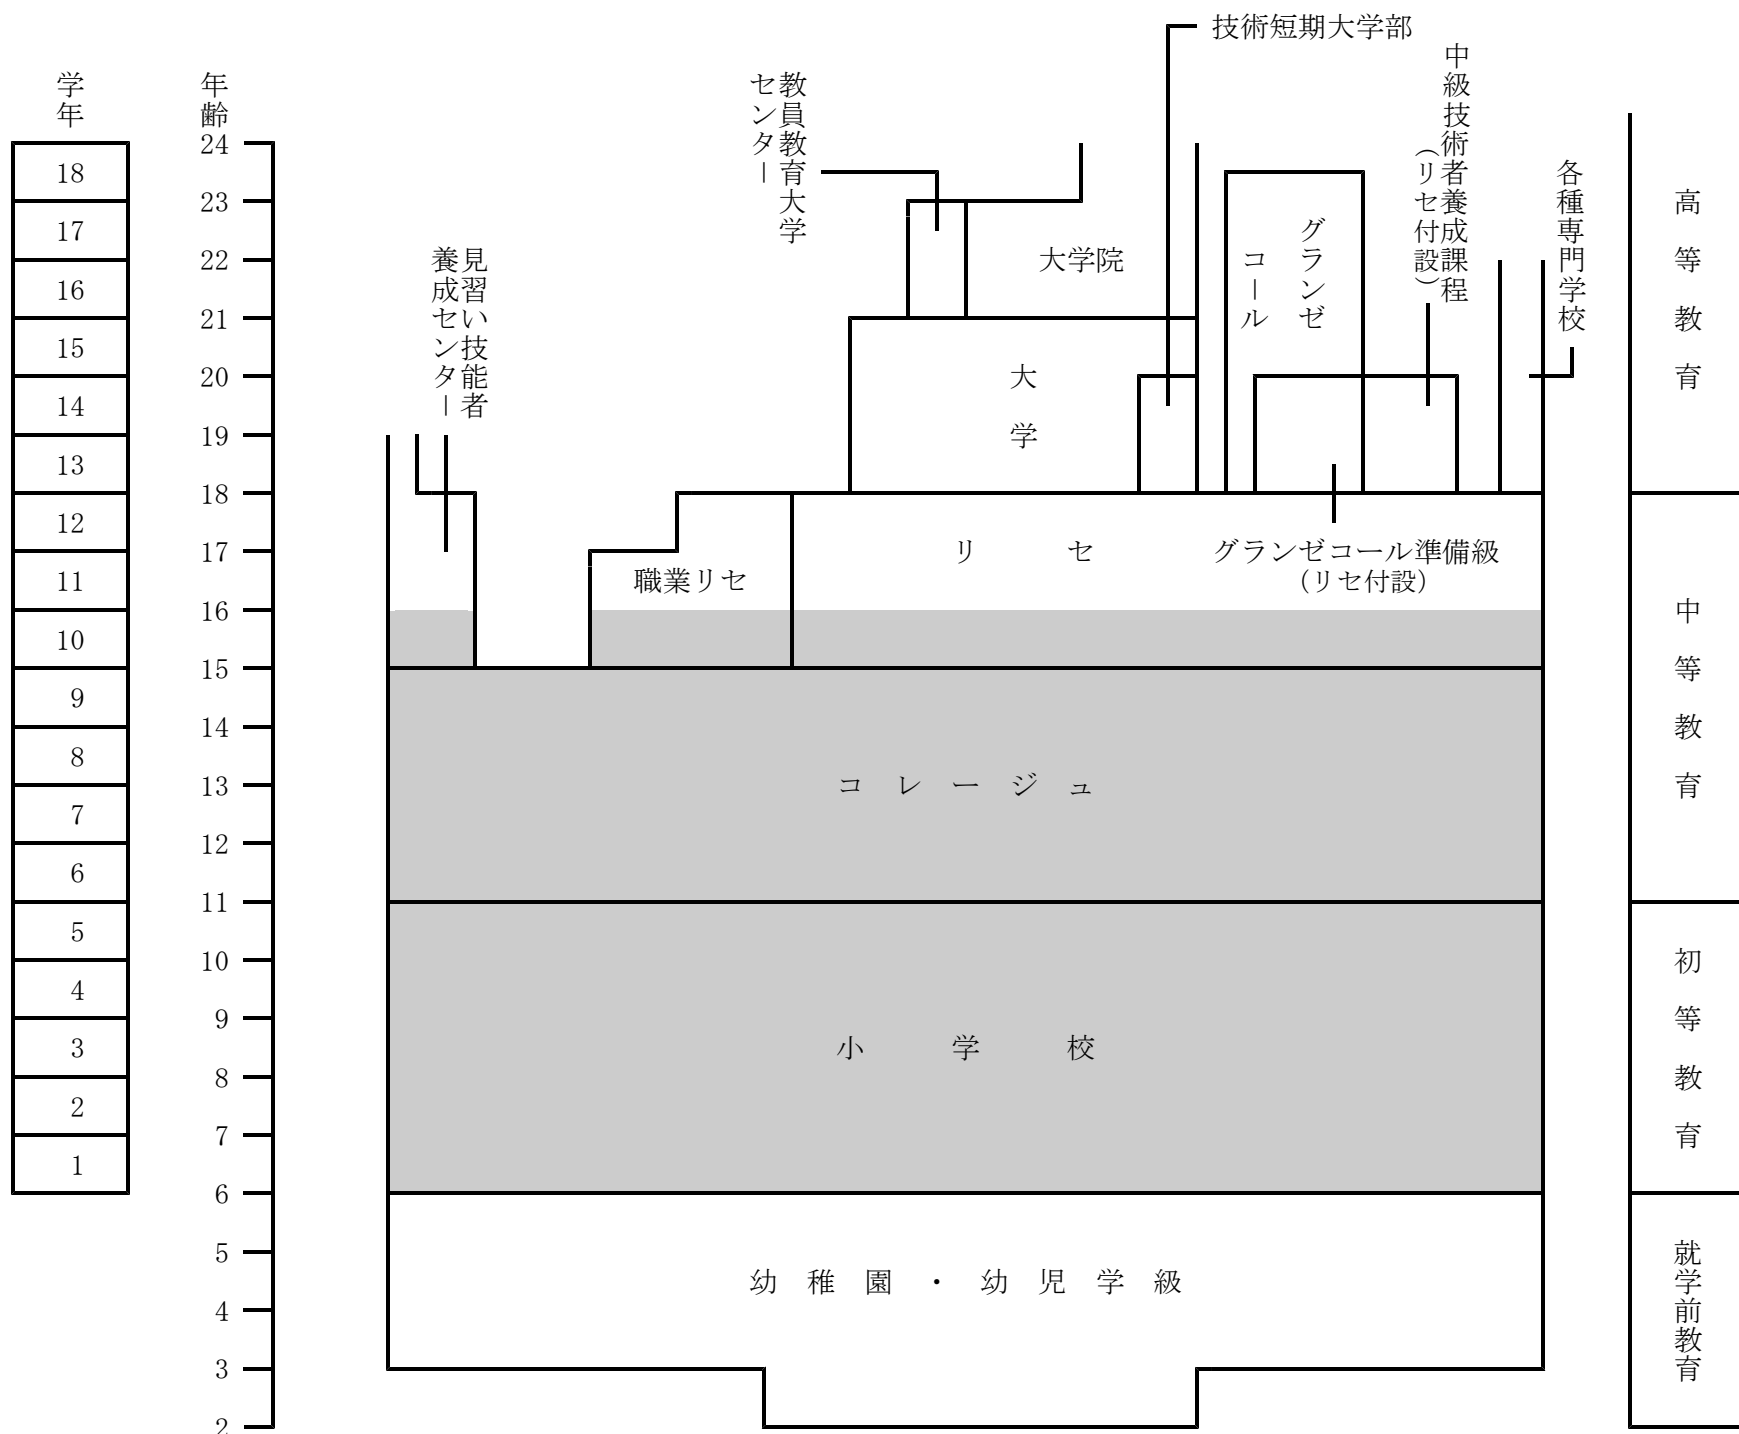 学年
18
17
16
15
14
13
12
11
10
9
8
7
6
5
4
3
2
1
年齢
24
23
22
21
20
19
18
17
16
15
14
13
12
11
10
9
8
7
6
5
4
3
2
技術短期大学部
教員教育大学
センター
中級技術者養成課程
（リセ付設）
各種専門学校
見習い技能者
養成センター
大学院
グランゼ
コール
大学
職業リセ
リセ
グランゼコール準備級
（リセ付設）
コレージュ
小学校
幼稚園・幼児学級
高等教育
中等教育
初等教育
就学前教育